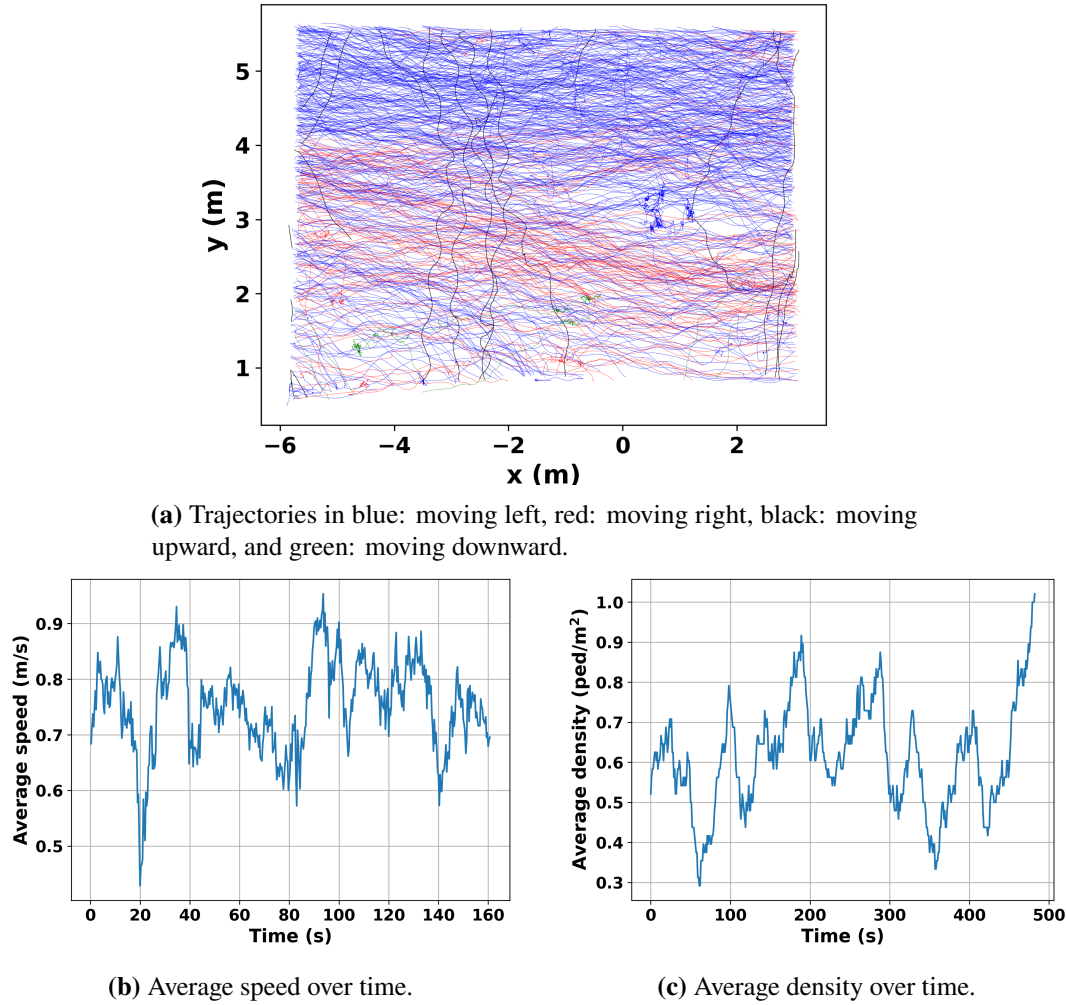 5
4
3
2
1
y (m)
−6 −4 −2 0 2
x (m)
(a) Trajectories in blue: moving left, red: moving right, black: moving
upward, and green: moving downward.
0.9
0.8
0.7
0.6
0.5
Average speed (m/s)
0 20 40 60 80 100 120 140 160
Time (s)
(b) Average speed over time.
1.0
0.9
0.8
0.7
0.6
0.5
0.4
0.3
Average density (ped/m²)
0 100 200 300 400 500
Time (s)
(c) Average density over time.